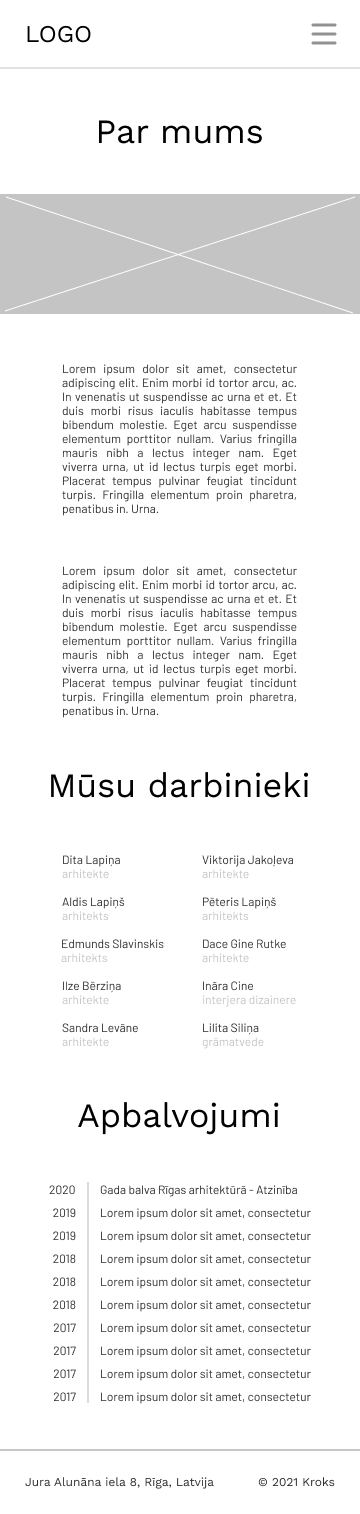 LOGO
Par mums
Lorem ipsum dolor sit amet, consectetur
adipiscing elit. Enim morbi id tortor arcu, ac.
In venenatis ut suspendisse ac urna et et. Et
duis morbi risus iaculis habitasse tempus
bibendum molestie. Eget arcu suspendisse
elementum porttitor nullam. Varius fringilla
mauris nibh a lectus integer nam. Eget
viverra urna, ut id lectus turpis eget morbi.
Placerat tempus pulvinar feugiat tincidunt
turpis. Fringilla elementum proin pharetra,
penatibus in. Urna.
Lorem ipsum dolor sit amet, consectetur
adipiscing elit. Enim morbi id tortor arcu, ac.
In venenatis ut suspendisse ac urna et et. Et
duis morbi risus iaculis habitasse tempus
bibendum molestie. Eget arcu suspendisse
elementum porttitor nullam. Varius fringilla
mauris nibh a lectus integer nam. Eget
viverra urna, ut id lectus turpis eget morbi.
Placerat tempus pulvinar feugiat tincidunt
turpis. Fringilla elementum proin pharetra,
penatibus in. Urna.
Mūsu darbinieki
Dita Lapiņa
arhitekte
Viktorija Jakoļeva
arhitekte
Aldis Lapiņš
arhitekts
Pēteris Lapiņš
arhitekts
Edmunds Slavinskis
arhitekts
Dace Gine Rutke
arhitekte
Ilze Bērziņa
arhitekte
Ināra Cine
interjera dizainere
Sandra Levāne
arhitekte
Lilita Siliņa
grāmatvede
Apbalvojumi
2020 Gada balva Rīgas arhitektūrā - Atzinība
2019 Lorem ipsum dolor sit amet, consectetur
2019 Lorem ipsum dolor sit amet, consectetur
2018 Lorem ipsum dolor sit amet, consectetur
2018 Lorem ipsum dolor sit amet, consectetur
2018 Lorem ipsum dolor sit amet, consectetur
2017 Lorem ipsum dolor sit amet, consectetur
2017 Lorem ipsum dolor sit amet, consectetur
2017 Lorem ipsum dolor sit amet, consectetur
2017 Lorem ipsum dolor sit amet, consectetur
Jura Alunāna iela 8, Rīga, Latvija © 2021 Kroks